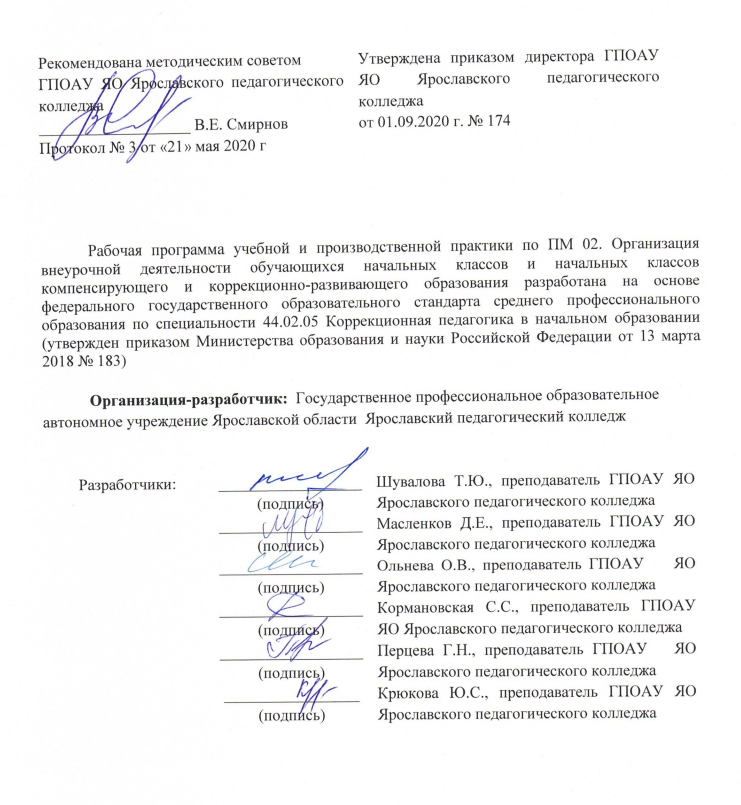 Рекомендована методическим советом
ГПОАУ ЯО Ярославского педагогического
колледжа
В.Е. Смирнов
Протокол № 3 от «21» мая 2020 г
Утверждена приказом директора ГПОАУ
ЯО Ярославского педагогического
колледжа
от 01.09.2020 г. № 174
Рабочая программа учебной и производственной практики по ПМ 02. Организация
внеурочной деятельности обучающихся начальных классов и начальных классов
компенсирующего и коррекционно-развивающего образования разработана на основе
федерального государственного образовательного стандарта среднего профессионального
образования по специальности 44.02.05 Коррекционная педагогика в начальном образовании
(утвержден приказом Министерства образования и науки Российской Федерации от 13 марта
2018 № 183)
Организация-разработчик: Государственное профессиональное образовательное
автономное учреждение Ярославской области Ярославский педагогический колледж
Разработчики: Шувалова Т.Ю., преподаватель ГПОАУ ЯО
(подпись) Ярославского педагогического колледжа
Масленков Д.Е., преподаватель ГПОАУ ЯО
(подпись) Ярославского педагогического колледжа
Ольнева О.В., преподаватель ГПОАУ ЯО
(подпись) Ярославского педагогического колледжа
Кормановская С.С., преподаватель ГПОАУ
(подпись) ЯО Ярославского педагогического колледжа
Перцева Г.Н., преподаватель ГПОАУ ЯО
(подпись) Ярославского педагогического колледжа
Крюкова Ю.С., преподаватель ГПОАУ ЯО
(подпись) Ярославского педагогического колледжа